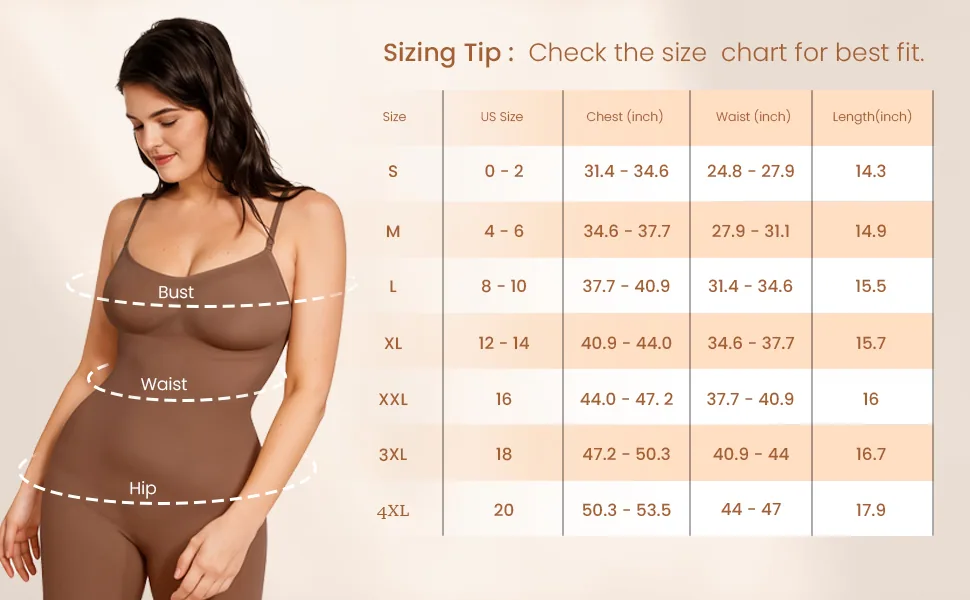 Sizing Tip : Check the size chart for best fit.
Size US Size Chest (inch) Waist (inch) Length(inch)
S 0 - 2 31.4 - 34.6 24.8 - 27.9 14.3
M 4 - 6 34.6 - 37.7 27.9 - 31.1 14.9
L 8 - 10 37.7 - 40.9 31.4 - 34.6 15.5
XL 12 - 14 40.9 - 44.0 34.6 - 37.7 15.7
XXL 16 44.0 - 47. 2 37.7 - 40.9 16
3XL 18 47.2 - 50.3 40.9 - 44 16.7
4XL 20 50.3 - 53.5 44 - 47 17.9
Bust
Waist
Hip